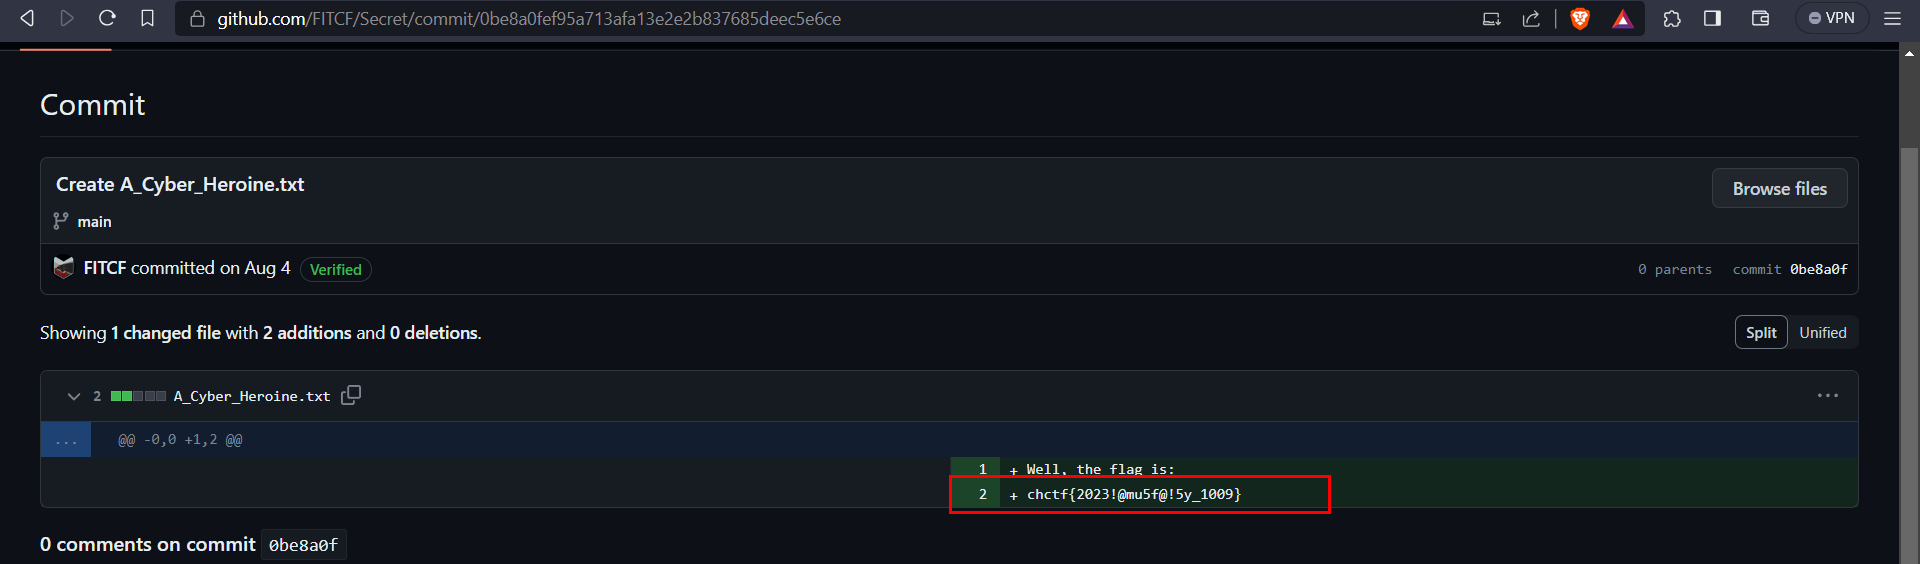 github.com/FITCF/Secret/commit/0be8a0fef95a713afa13e2e2b837685deec5e6ce
VPN
Commit
Create A_Cyber_Heroine.txt
Browse files
main
FITCF committed on Aug 4 Verified
0 parents commit 0be8a0f
Showing 1 changed file with 2 additions and 0 deletions.
Split Unified
2 A_Cyber_Heroine.txt
...
... @@ -0,0 +1,2 @@
1 + Well, the flag is:
2 + chctf{2023!@mu5f@!5y_1009}
0 comments on commit 0be8a0f